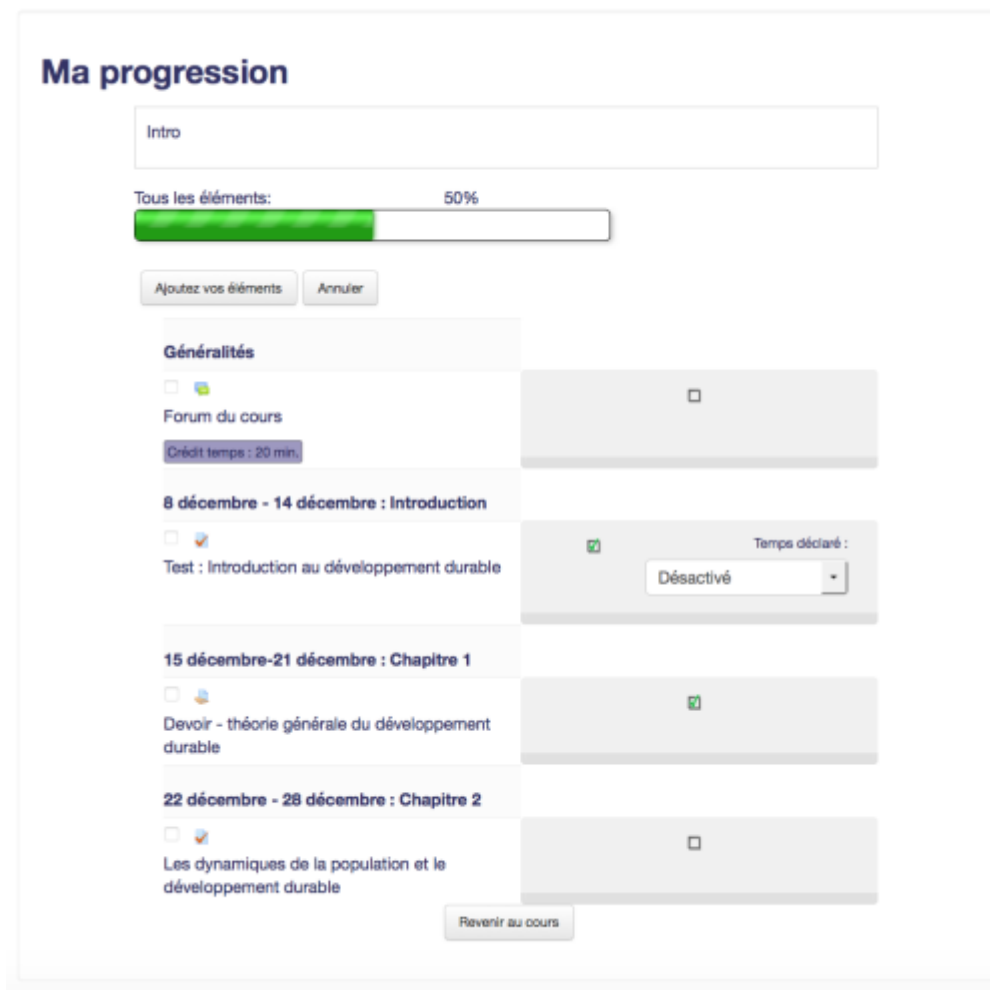 Ma progression
Intro
Tous les éléments: 50%
Ajoutez vos éléments Annuler
Généralités
Forum du cours
Crédit temps : 20 min.
8 décembre - 14 décembre : Introduction
Temps déclaré :
Test : Introduction au développement durable
Désactivé
15 décembre-21 décembre : Chapitre 1
Devoir - théorie générale du développement
durable
22 décembre - 28 décembre : Chapitre 2
Les dynamiques de la population et le
développement durable
Revenir au cours